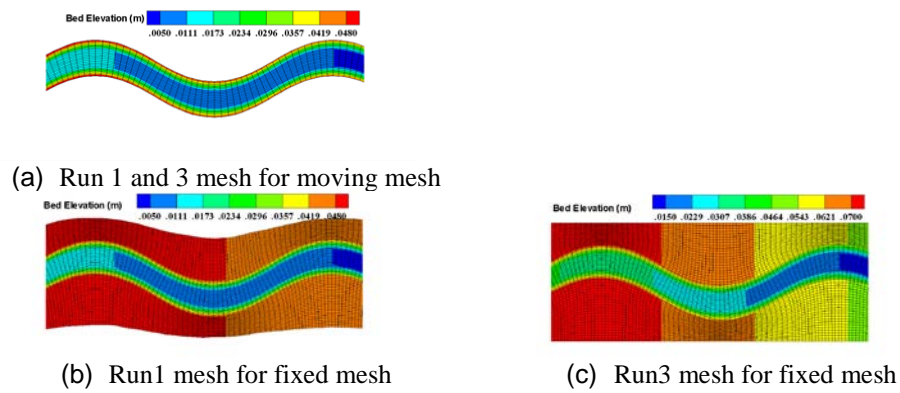 Bed Elevation (m)
.0050 .0111 .0173 .0234 .0296 .0357 .0419 .0480
(a) Run 1 and 3 mesh for moving mesh
Bed Elevation (m)
.0050 .0111 .0173 .0234 .0296 .0357 .0419 .0480
Bed Elevation (m)
.0150 .0229 .0307 .0386 .0464 .0543 .0621 .0700
(b) Run1 mesh for fixed mesh
(c) Run3 mesh for fixed mesh